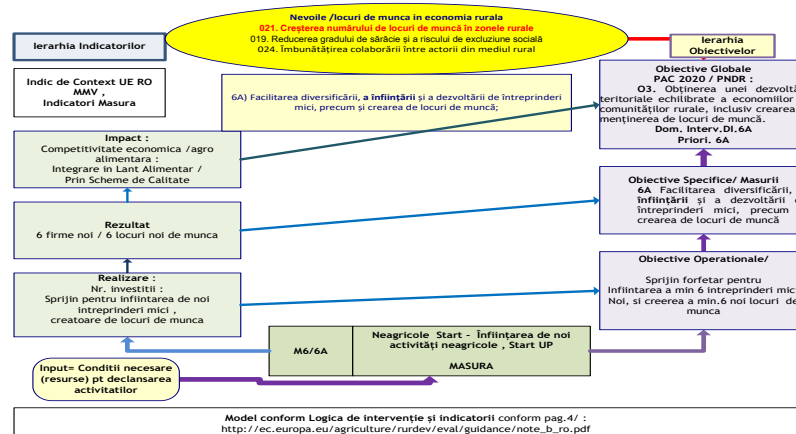 Nevoile /locuri de munca in economia rurala
021. Creșterea numărului de locuri de muncă în zonele rurale
019. Reducerea gradului de sărăcie și a riscului de excluziune socială
024. Îmbunătățirea colaborării între actorii din mediul rural
Ierarhia Indicatorilor
Ierarhia
Obiectivelor
Indic de Context UE RO
MMV ,
Indicatori Masura
6A) Facilitarea diversificării, a înființării și a dezvoltării de întreprinderi
mici, precum și crearea de locuri de muncă;
Obiective Globale
PAC 2020 / PNDR :
O3. Obținerea unei dezvoltă
teritoriale echilibrate a economiilor
comunităților rurale, inclusiv crearea
menținerea de locuri de muncă.
Dom. Interv.DI.6A
Priori. 6A
Impact :
Competitivitate economica /agro
alimentara :
Integrare in Lant Alimentar /
Prin Scheme de Calitate
Obiective Specifice/ Masurii
6A Facilitarea diversificării,
înființării și a dezvoltării
întreprinderi mici, precum
crearea de locuri de muncă
Rezultat
6 firme noi / 6 locuri noi de munca
Realizare :
Nr. investitii :
Sprijin pentru infiintarea de noi
intreprinderi mici ,
creatoare de locuri de munca
Obiective Operationale/
Sprijin forfetar pentru
Infiintarea a min 6 intreprinderi mic
Noi, si creerea a min.6 noi locuri de
munca
M6/6A
Neagricole Start - Înființarea de noi
activități neagricole , Start UP
MASURA
Input= Conditii necesare
(resurse) pt declansarea
activitatilor
Model conform Logica de intervenție și indicatorii conform pag.4/ :
http://ec.europa.eu/agriculture/rurdev/eval/guidance/note_b_ro.pdf